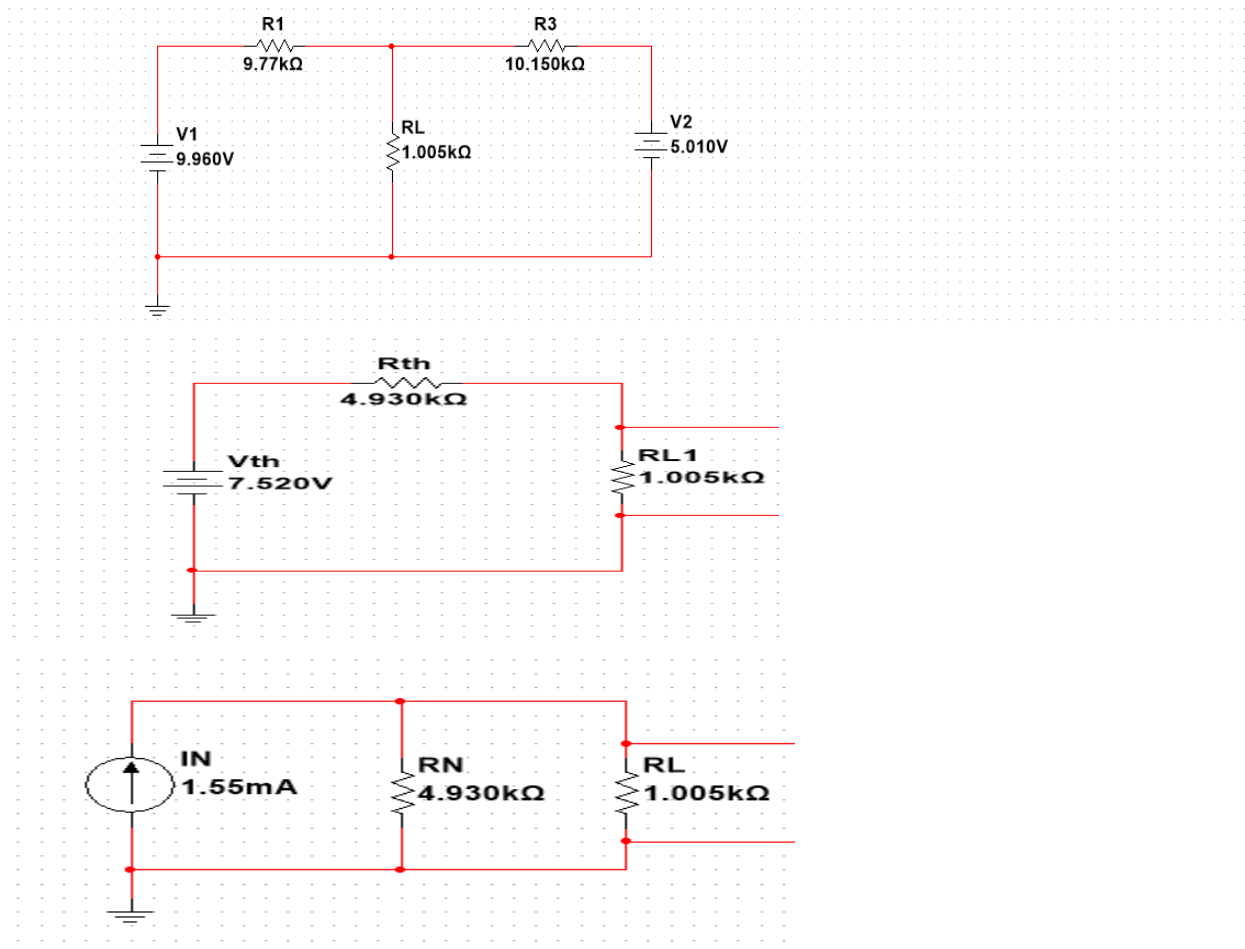 R1
9.77kΩ
R3
10.150kΩ
V1
9.960V
RL
1.005kΩ
V2
5.010V
Rth
4.930kΩ
Vth
7.520V
RL1
1.005kΩ
IN
1.55mA
RN
4.930kΩ
RL
1.005kΩ